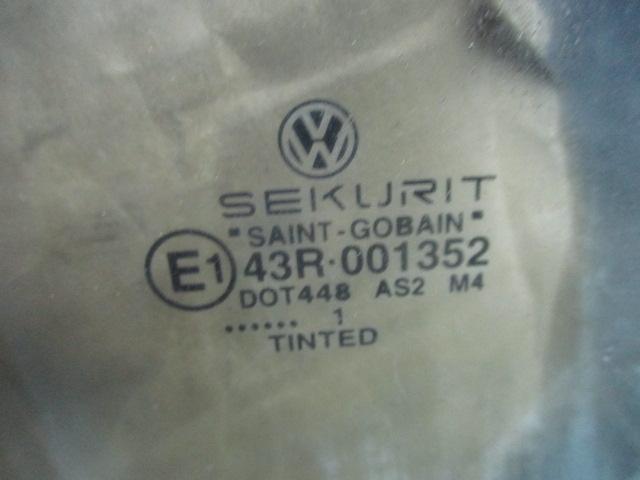 SEKURIT
"SAINT-GOBAIN"
E1 43R·001352
DOT448 AS2 M4
...... 1
TINTED